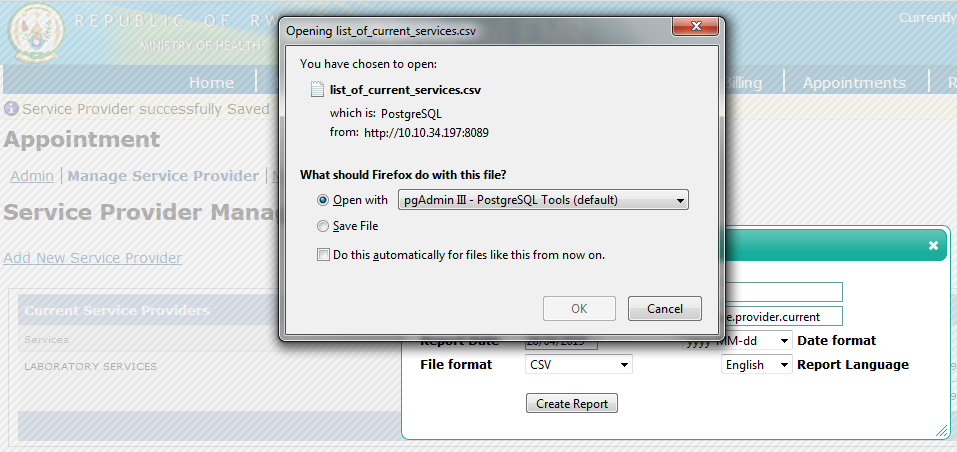 REPUBLIC OF RW
MINISTRY OF HEALTH
Currently
Home
Billing
Appointments
R
Service Provider successfully Saved
Appointment
Admin
Manage Service Provider
Service Provider Mana
Add New Service Provider
Current Service Providers
Services
LABORATORY SERVICES
Opening list_of_current_services.csv
You have chosen to open:
list_of_current_services.csv
which is: PostgreSQL
from: http://10.10.34.197:8089
What should Firefox do with this file?
Open with
pgAdmin III - PostgreSQL Tools (default)
Save File
Do this automatically for files like this from now on.
OK
Cancel
e.provider.current
Report Date
20/04/2015
yyyy-MM-dd
Date format
File format
CSV
English
Report Language
Create Report